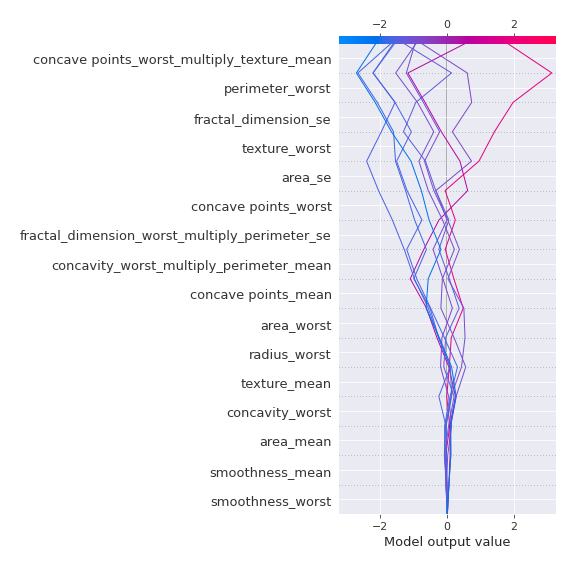 −2 0 2
concave points_worst_multiply_texture_mean
perimeter_worst
fractal_dimension_se
texture_worst
area_se
concave points_worst
fractal_dimension_worst_multiply_perimeter_se
concavity_worst_multiply_perimeter_mean
concave points_mean
area_worst
radius_worst
texture_mean
concavity_worst
area_mean
smoothness_mean
smoothness_worst
−2 0 2
Model output value